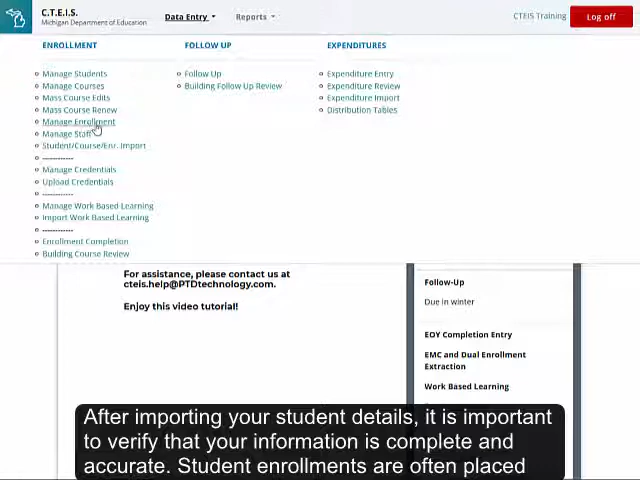 C.T.E.I.S.
Michigan Department of Education
Data Entry
Reports
CTEIS Training
Log off
ENROLLMENT
Manage Students
Manage Courses
Mass Course Edits
Mass Course Renew
Manage Enrollment
Manage Staff
Student/Course/Enr. Import
------------
Manage Credentials
Upload Credentials
------------
Manage Work Based Learning
Import Work Based Learning
------------
Enrollment Completion
Building Course Review
FOLLOW UP
Follow Up
Building Follow Up Review
EXPENDITURES
Expenditure Entry
Expenditure Review
Expenditure Import
Distribution Tables
For assistance, please contact us at
cteis.help@PTDtechnology.com.
Enjoy this video tutorial!
Follow-Up
Due in winter
EOY Completion Entry
EMC and Dual Enrollment
Extraction
Work Based Learning
After importing your student details, it is important
to verify that your information is complete and
accurate. Student enrollments are often placed